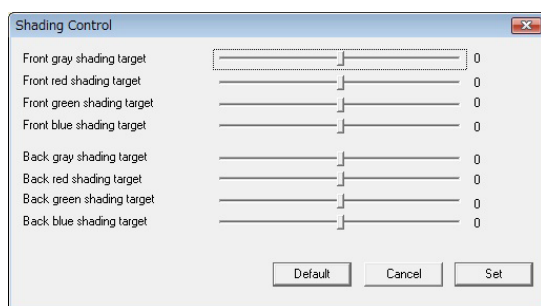 Shading Control
Front gray shading target 0
Front red shading target 0
Front green shading target 0
Front blue shading target 0
Back gray shading target 0
Back red shading target 0
Back green shading target 0
Back blue shading target 0
Default Cancel Set